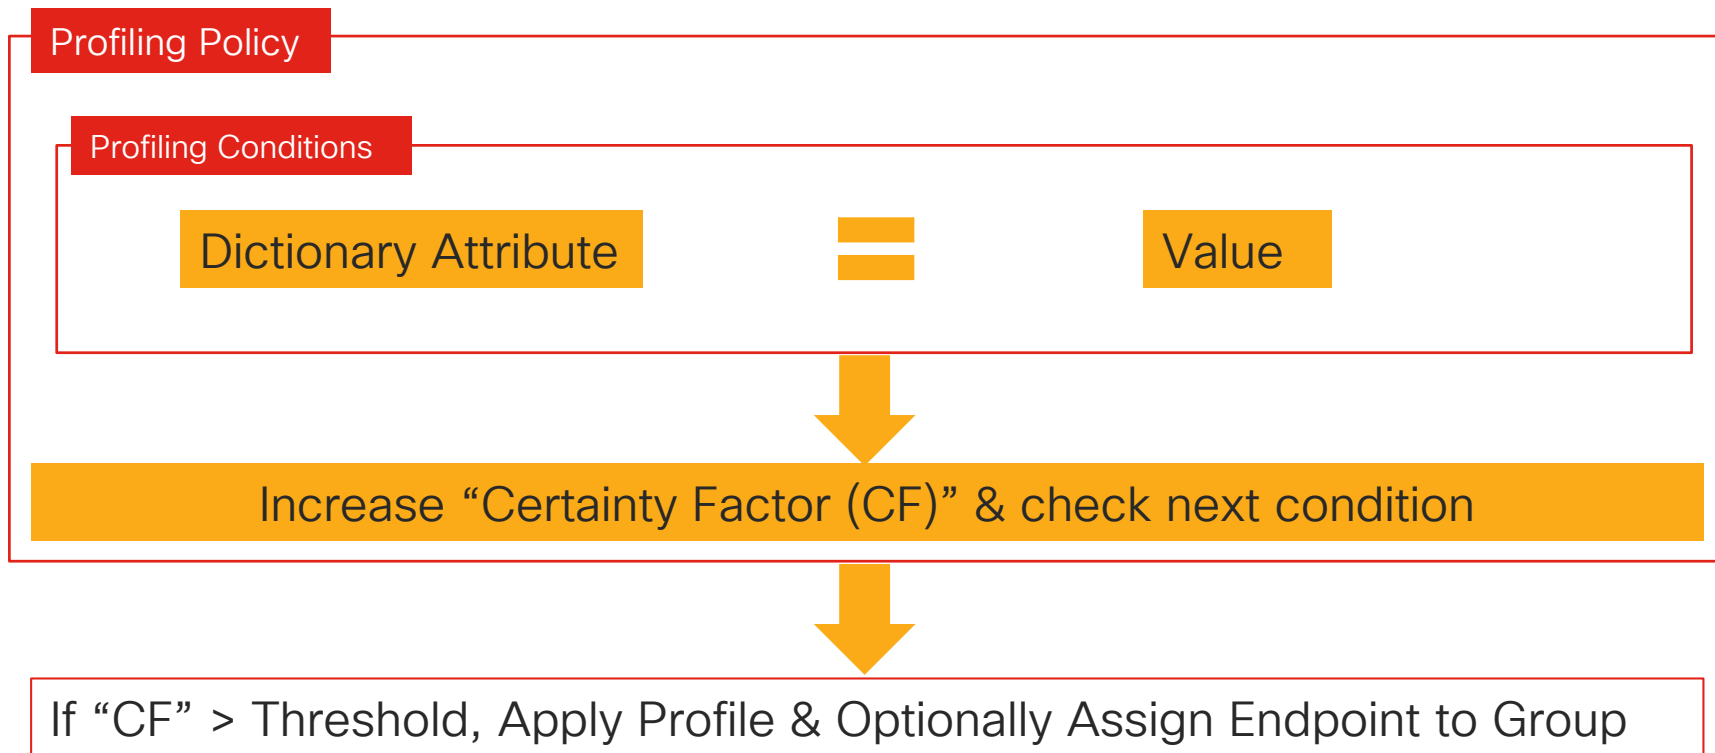 Profiling Policy
Profiling Conditions
Dictionary Attribute = Value
Increase “Certainty Factor (CF)” & check next condition
If “CF” > Threshold, Apply Profile & Optionally Assign Endpoint to Group